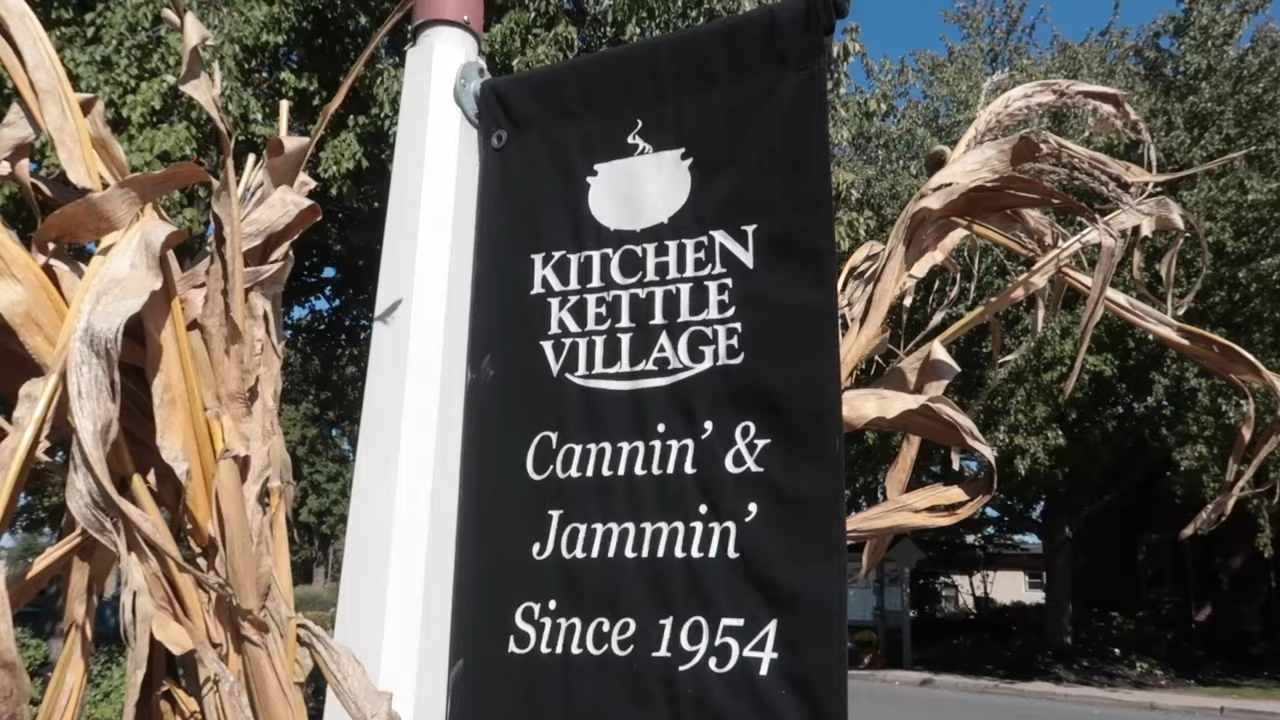 KITCHEN
KETTLE
VILLAGE
Cannin’ &
Jammin’
Since 1954